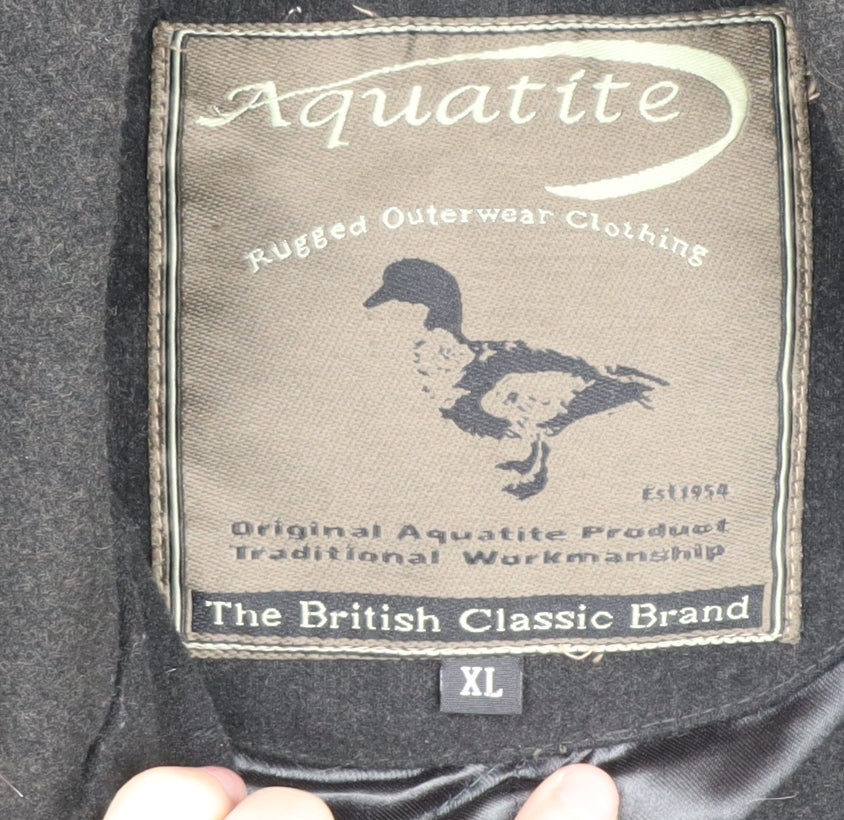 Aquatite
Rugged Outerwear Clothing
Est1954
Original Aquatite Product
Traditional Workmanship
The British Classic Brand
XL